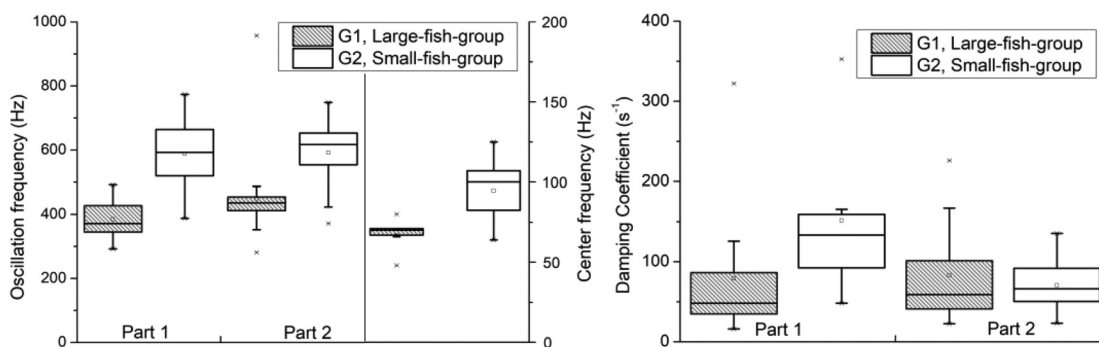 Oscillation frequency (Hz)
1000
800
600
400
200
0
G1, Large-fish-group
G2, Small-fish-group
Part 1
Part 2
200
150
100
50
0
Center frequency (Hz)
Damping Coefficient (s⁻¹)
400
300
200
100
0
G1, Large-fish-group
G2, Small-fish-group
Part 1
Part 2